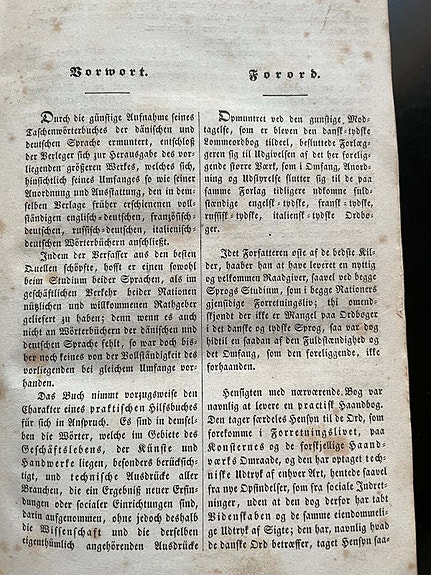 Vorwort.
Durch die günstige Aufnahme seines
Taschenwörterbuches der dänischen und
deutschen Sprache ermuntert, entschloß
der Verleger sich zur Herausgabe des vor-
liegenden größeren Werkes, welches sich,
hinsichtlich seines Umfanges so wie seiner
Anordnung und Ausstattung, den in dem-
selben Verlage früher erschienenen voll-
ständigen englisch-deutschen, französisch-
deutschen, russisch-deutschen, italienisch-
deutschen Wörterbüchern anschließt.
Indem der Verfasser aus den besten
Quellen schöpfte, hofft er einen sowohl
beim Studium beider Sprachen, als im
geschäftlichen Verkehr beider Nationen
nützlichen und willkommenen Rathgeber
geliefert zu haben; denn wenn es auch
nicht an Wörterbüchern der dänischen und
deutschen Sprache fehlt, so war doch bis-
her noch keines von der Vollständigkeit des
vorliegenden bei gleichem Umfange vor-
handen.
Das Buch nimmt vorzugsweise den
Charakter eines praktischen Hilfsbuches
für sich in Anspruch. Es sind in demsel-
ben die Wörter, welche im Gebiete des
Geschäftslebens, der Künste und
Handwerke liegen, besonders berücksich-
tigt, und technische Ausdrücke aller
Branchen, die ein Ergebniß neuer Erfin-
dungen oder socialer Einrichtungen sind,
darin aufgenommen, ohne jedoch deshalb
die Wissenschaft und die derselben
eigenthümlich angehörenden Ausdrücke
Forord.
Opmuntret ved den gunstige Mod-
tagelse, som er bleven den dansk-tydske
Lommeordbog tildeel, besluttede Forlæg-
geren sig til Udgivelsen af det her forelig-
gende større Værk, som i Omfang, Anord-
ning og Udstyrelse slutter sig til de paa
samme Forlag tidligere udkomne fuld-
stændige engelsk-tydske, fransk-tydske,
russisk-tydske, italiensk-tydske Ordbø-
ger.
Idet Forfatteren øste af de bedste Kil-
der, haaber han at have leveret en nyttig
og velkommen Raadgiver, saavel ved begge
Sprogs Studium, som i begge Nationers
gjensidige Forretningsliv; thi omend-
skjondt der ikke er Mangel paa Ordbøger
i det danske og tydske Sprog, saa var dog
hidtil en saadan af den Fuldstændighed og
det Omfang, som den foreliggende, ikke
forhaanden.
Hensigten med nærværende Bog var
navnlig at levere en practisk Haandbog.
Den tager særdeles Hensyn til de Ord, som
forekomme i Forretningslivet, paa
Konsternes og de forskjellige Haand-
værks Omraade, og den har optaget tech-
niske Udtryk af enhver Art, hentede saavel
fra nye Opfindelser, som fra sociale Indret-
ninger, uden at den dog derfor har tabt
Videnskaben og de samme eiendommel-
ige Udtryk af Sigte; den har, navnlig hvad
de danske Ord betræffer, taget Hensyn saa-